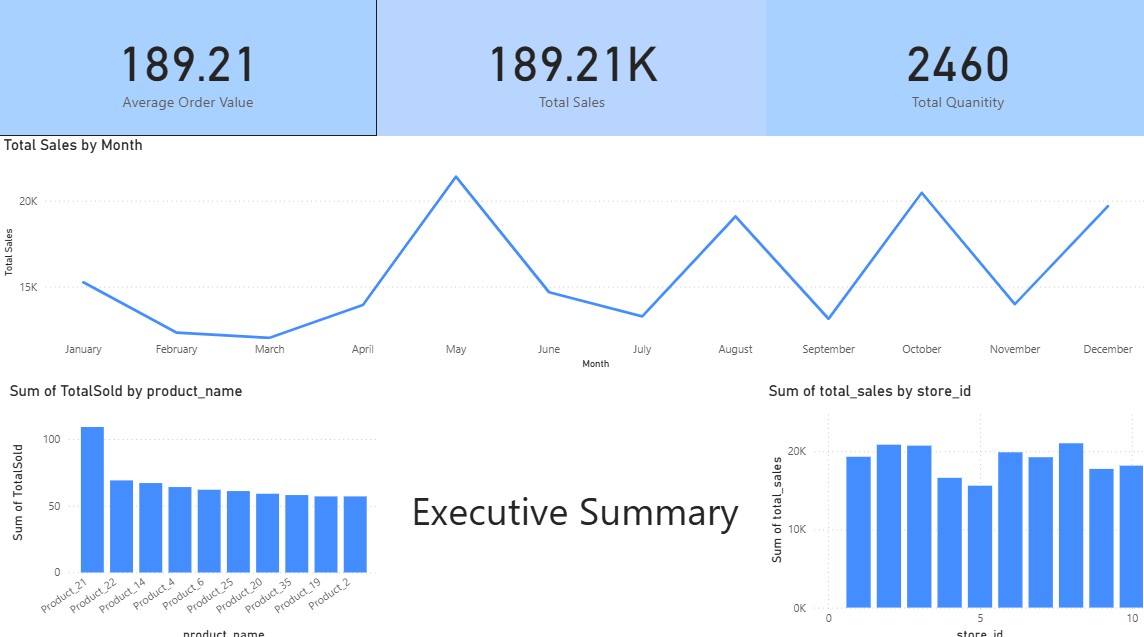 189.21
Average Order Value
189.21K
Total Sales
2460
Total Quanitity
Total Sales by Month
20K
15K
Total Sales
January February March April May June July August September October November December
Month
Sum of TotalSold by product_name
100
50
0
Sum of TotalSold
Product_21 Product_22 Product_14 Product_4 Product_6 Product_25 Product_20 Product_35 Product_19 Product_2
product_name
Executive Summary
Sum of total_sales by store_id
20K
10K
0K
Sum of total_sales
0 5 10
store_id